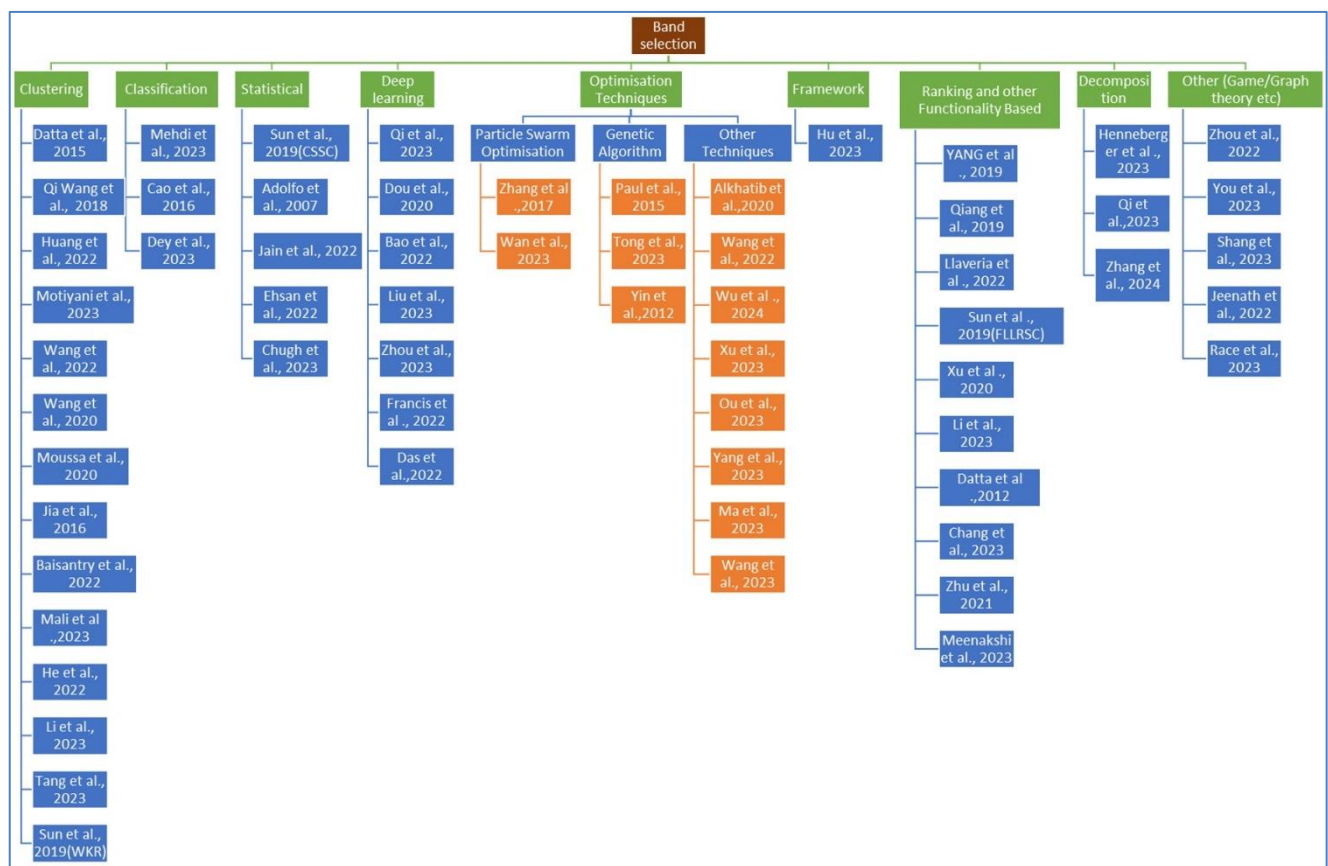 Band
selection
Clustering
Datta et al.,
2015
Qi Wang et
al., 2018
Huang et
al., 2022
Motiyani et al.,
2023
Wang et
al., 2022
Wang et
al., 2020
Moussa et al.,
2020
Jia et al.,
2016
Baisantry et al.,
2022
Mali et al
.,2023
He et al.,
2022
Li et al.,
2023
Tang et al.,
2023
Sun et al.,
2019(WKR)
Classification
Mehdi et
al., 2023
Cao et al.,
2016
Dey et al.,
2023
Statistical
Sun et al.,
2019(CSSC)
Adolfo et
al., 2007
Jain et al., 2022
Ehsan et
al., 2022
Chugh et
al., 2023
Deep
learning
Qi et al.,
2023
Dou et al.,
2020
Bao et al.,
2022
Liu et al.,
2023
Zhou et al.,
2023
Francis et
al ., 2022
Das et
al.,2022
Optimisation
Techniques
Particle Swarm
Optimisation
Zhang et al
.,2017
Wan et al.,
2023
Genetic
Algorithm
Paul et al.,
2015
Tong et al.,
2023
Yin et
al.,2012
Other
Techniques
Alkhatib et
al.,2020
Wang et
al., 2022
Wu et al .,
2024
Xu et al.,
2023
Ou et al.,
2023
Yang et al.,
2023
Ma et al.,
2023
Wang et
al., 2023
Framework
Hu et al.,
2023
Ranking and other
Functionality Based
YANG et al
., 2019
Qiang et
al., 2019
Llaveria et
al ., 2022
Sun et al .,
2019(FLLRSC)
Xu et al .,
2020
Li et al.,
2023
Datta et al
.,2012
Chang et
al., 2023
Zhu et al.,
2021
Meenakshi
et al., 2023
Decomposi
tion
Henneberg
er et al .,
2023
Qi et
al.,2023
Zhang et
al., 2024
Other (Game/Graph
theory etc)
Zhou et al.,
2022
You et al.,
2023
Shang et
al., 2023
Jeenath et
al., 2022
Race et al.,
2023